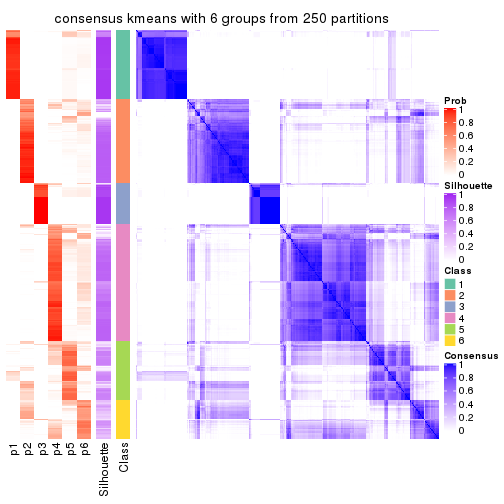 consensus kmeans with 6 groups from 250 partitions
Prob
1
0.8
0.6
0.4
0.2
0
Silhouette
1
0.8
0.6
0.4
0.2
0
Class
1
2
3
4
5
6
Consensus
1
0.8
0.6
0.4
0.2
0
p1
p2
p3
p4
p5
p6
Silhouette
Class